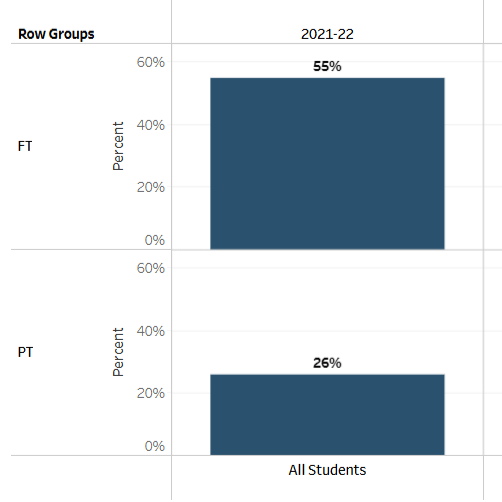 Row Groups
2021-22
60%
55%
40%
FT
Percent
20%
0%
60%
40%
PT
Percent
26%
20%
0%
All Students